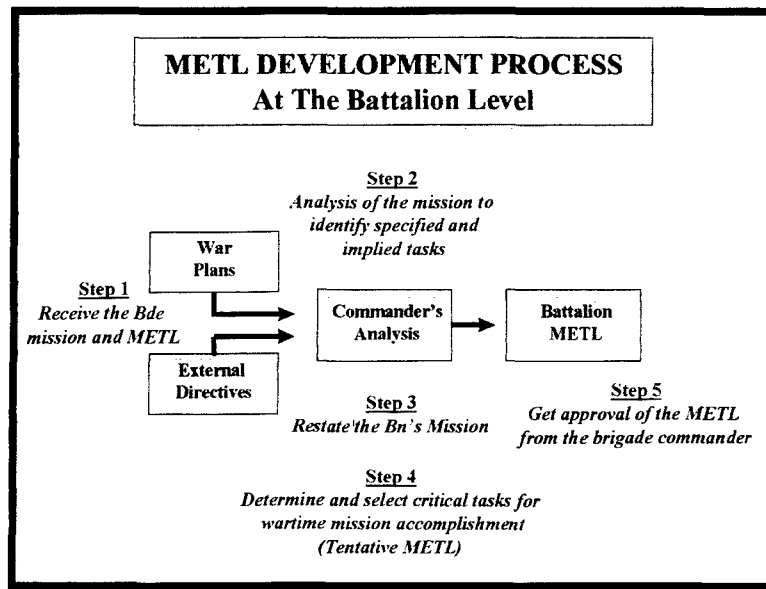 METL DEVELOPMENT PROCESS
At The Battalion Level
Step 1
Receive the Bde
mission and METL
War
Plans
External
Directives
Step 2
Analysis of the mission to
identify specified and
implied tasks
Commander's
Analysis
Step 3
Restate the Bn's Mission
Step 4
Determine and select critical tasks for
wartime mission accomplishment
(Tentative METL)
Battalion
METL
Step 5
Get approval of the METL
from the brigade commander